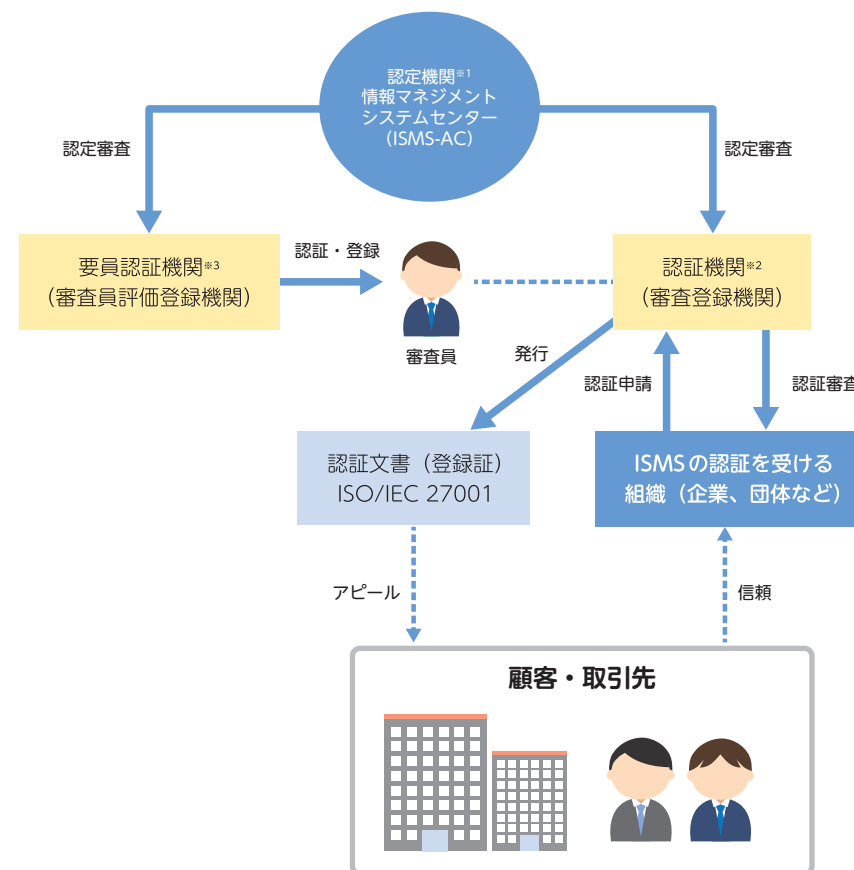 認定機関※1
情報マネジメント
システムセンター
(ISMS-AC)
認定審査
認定審査
要員認証機関※3
（審査員評価登録機関）
認証・登録
認証機関※2
（審査登録機関）
審査員
発行
認証申請
認証審査
認証文書（登録証）
ISO/IEC 27001
ISMSの認証を受ける
組織（企業、団体など）
アピール
信頼
顧客・取引先